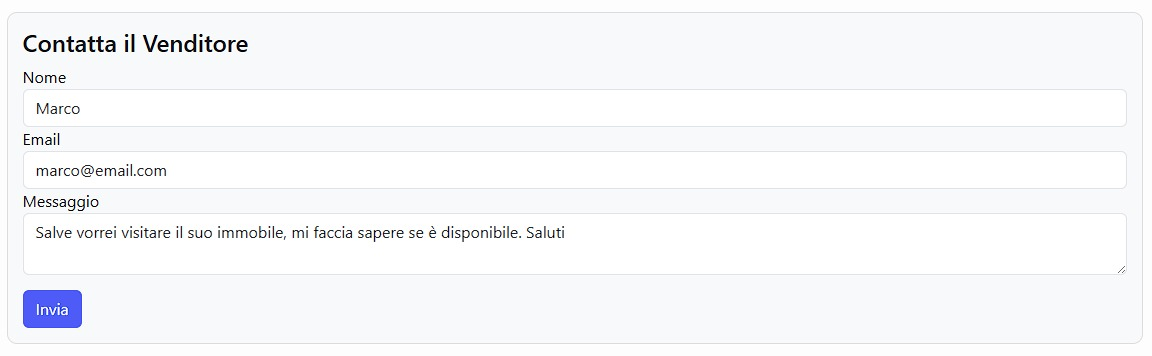 Contatta il Venditore
Nome
Marco
Email
marco@email.com
Messaggio
Salve vorrei visitare il suo immobile, mi faccia sapere se è disponibile. Saluti
Invia